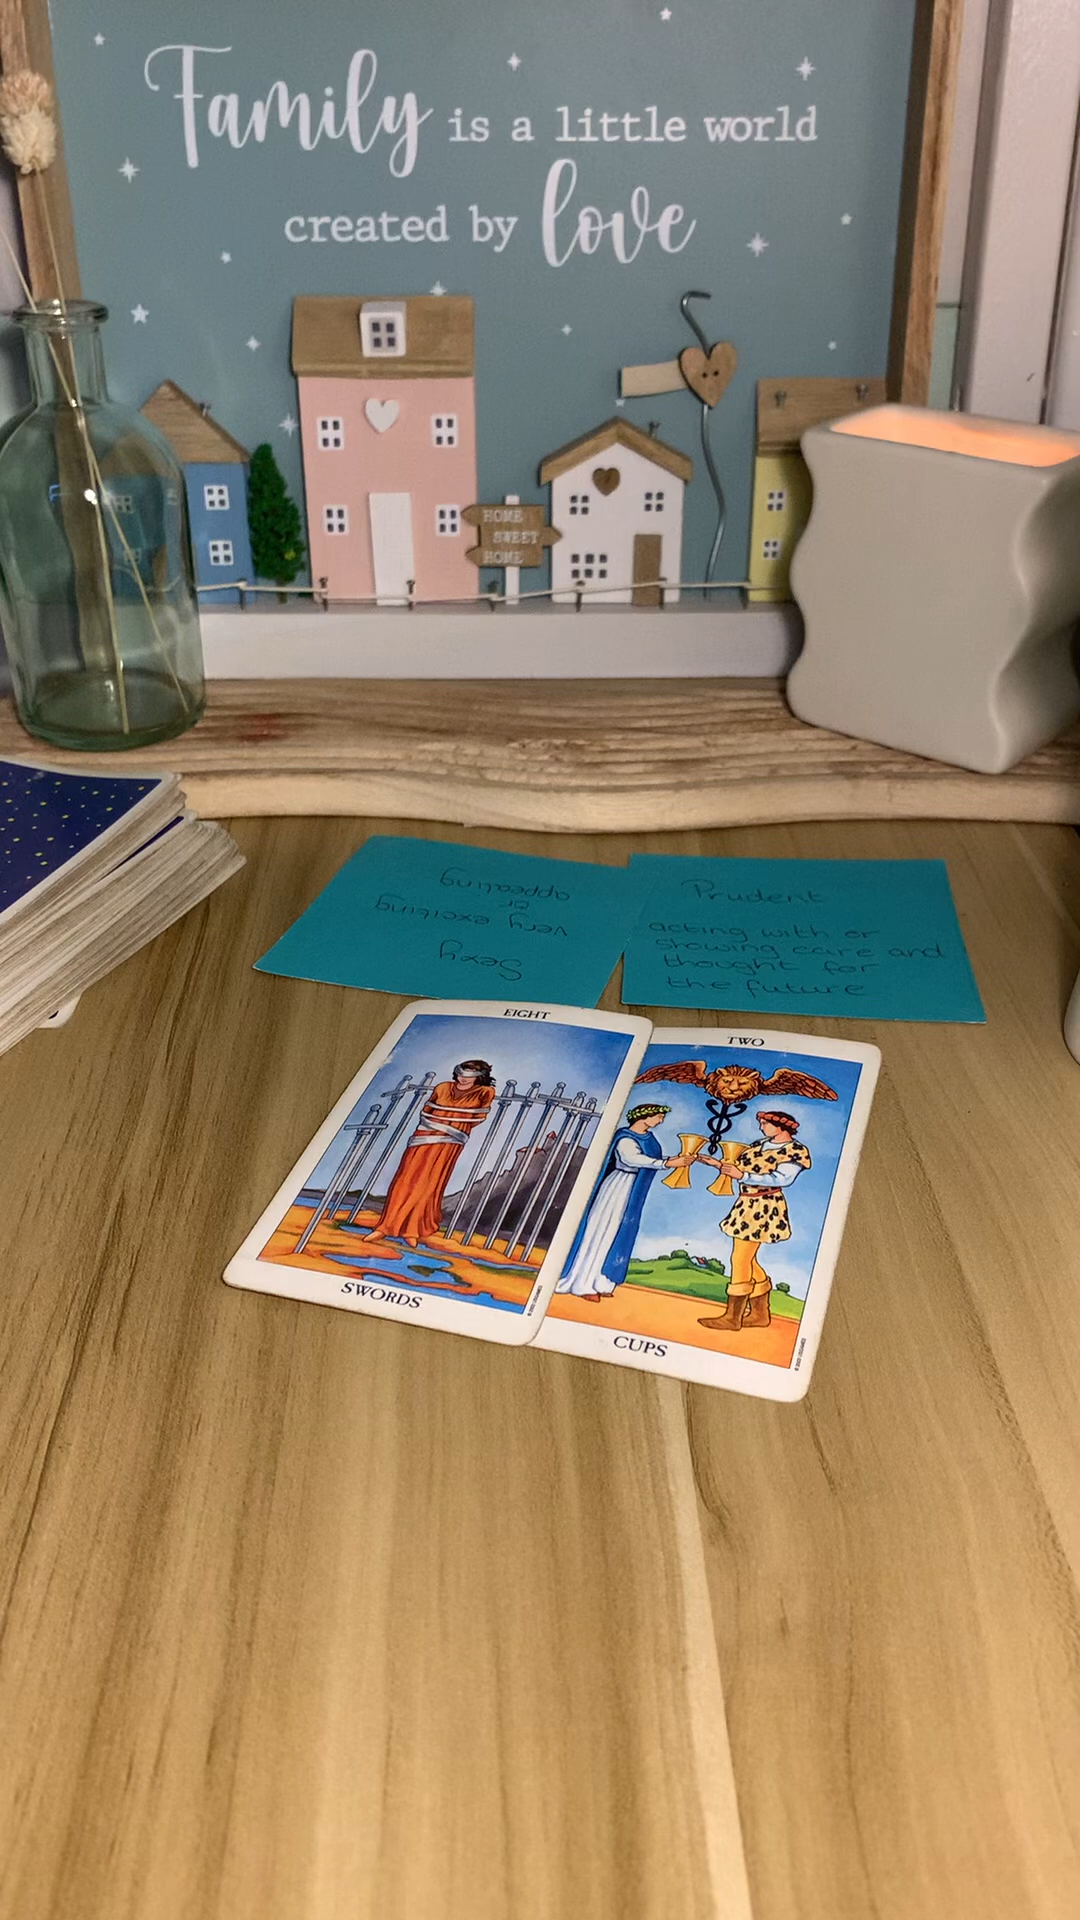 Family is a little world
created by love
HOME
SWEET
HOME
Sexy
very exciting
or
appealing
Prudent
acting with or
showing care and
thought for
the future
EIGHT
SWORDS
TWO
CUPS